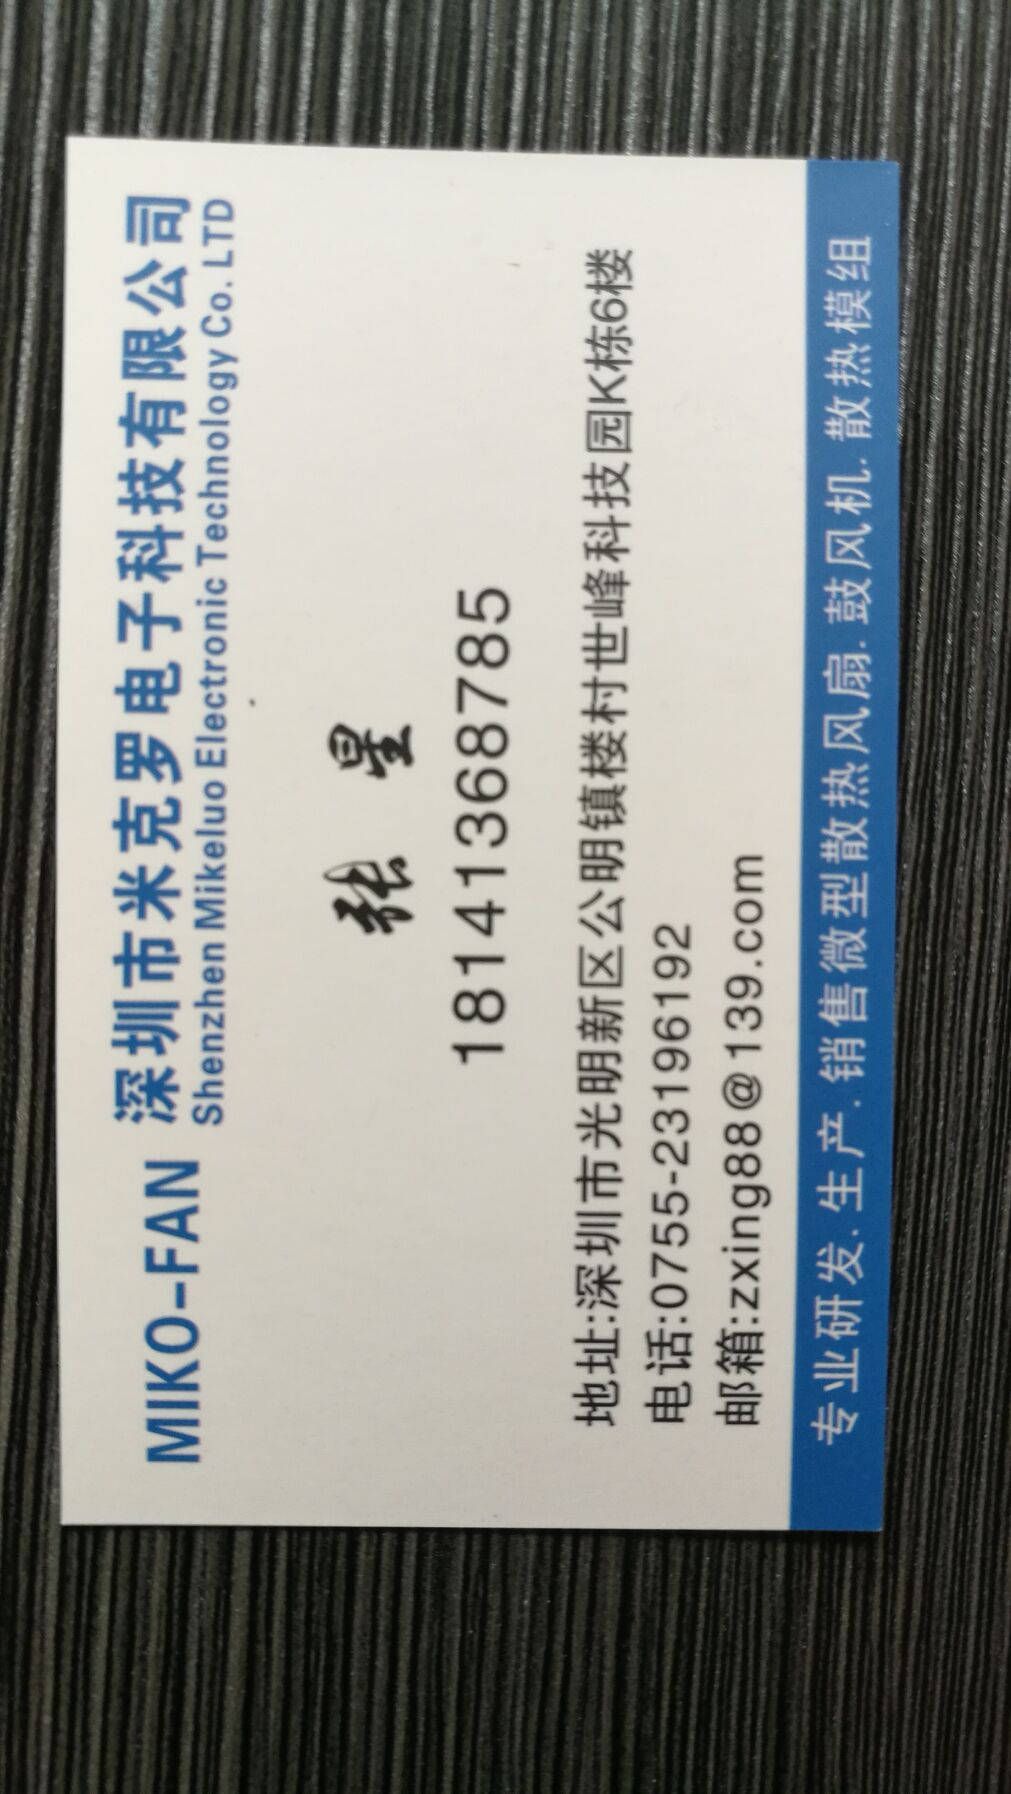 MIKO-FAN 深圳市米克罗电子科技有限公司
Shenzhen Mikeluo Electronic Technology Co. LTD
张 星
18141368785
地址:深圳市光明新区公明镇楼村世峰科技园K栋6楼
电话:0755-23196192
邮箱:zxing88@139.com
专业研发.生产.销售微型散热风扇.鼓风机.散热模组